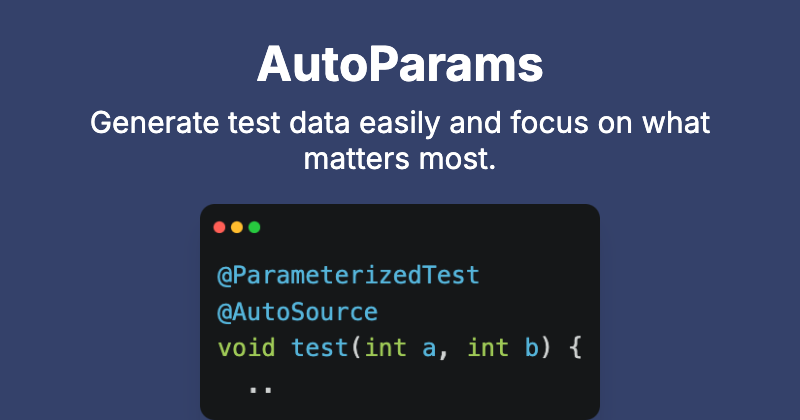 AutoParams
Generate test data easily and focus on what
matters most.
@ParameterizedTest
@AutoSource
void test(int a, int b) {
..